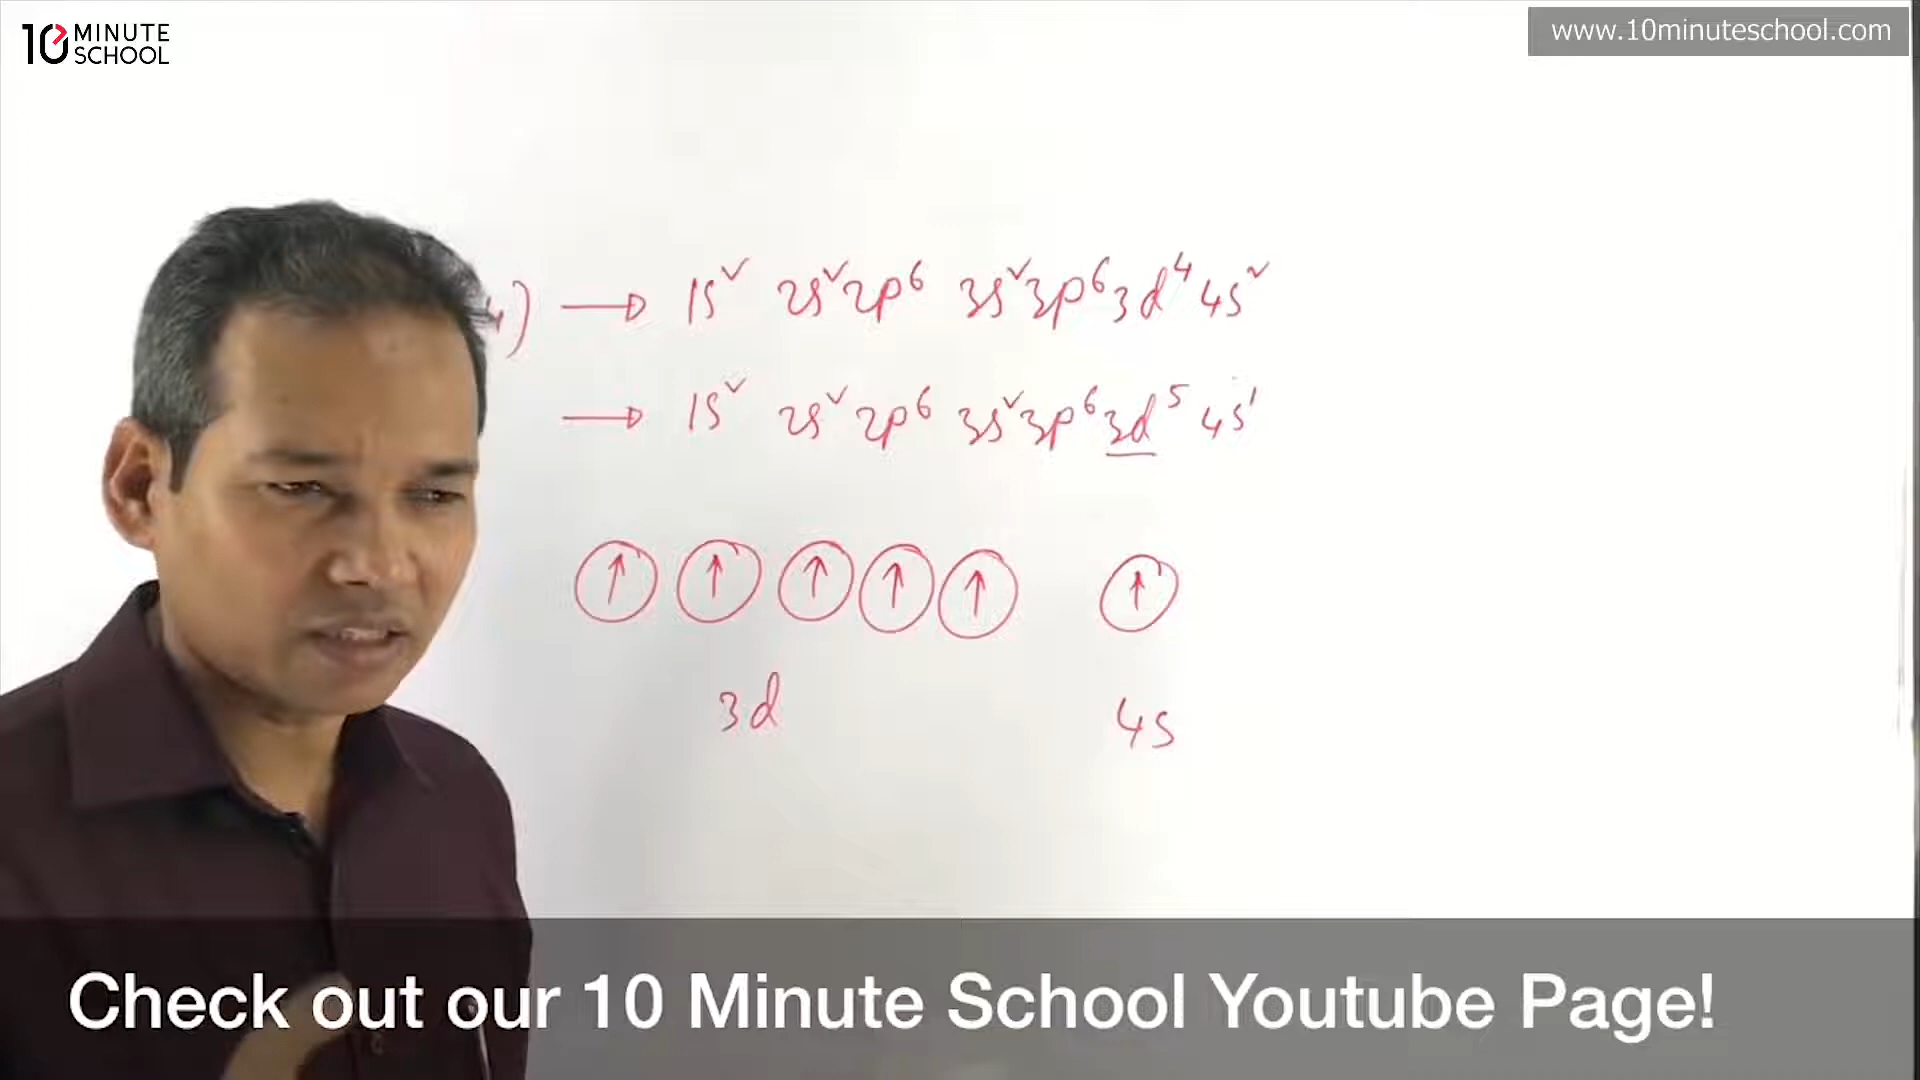 10 MINUTE SCHOOL
www.10minuteschool.com
4) → 1s² 2s² 2p⁶ 3s² 3p⁶ 3d⁴ 4s²
→ 1s² 2s² 2p⁶ 3s² 3p⁶ 3d⁵ 4s¹
↑ ↑ ↑ ↑ ↑ ↑
3d 4s
Check out our 10 Minute School Youtube Page!